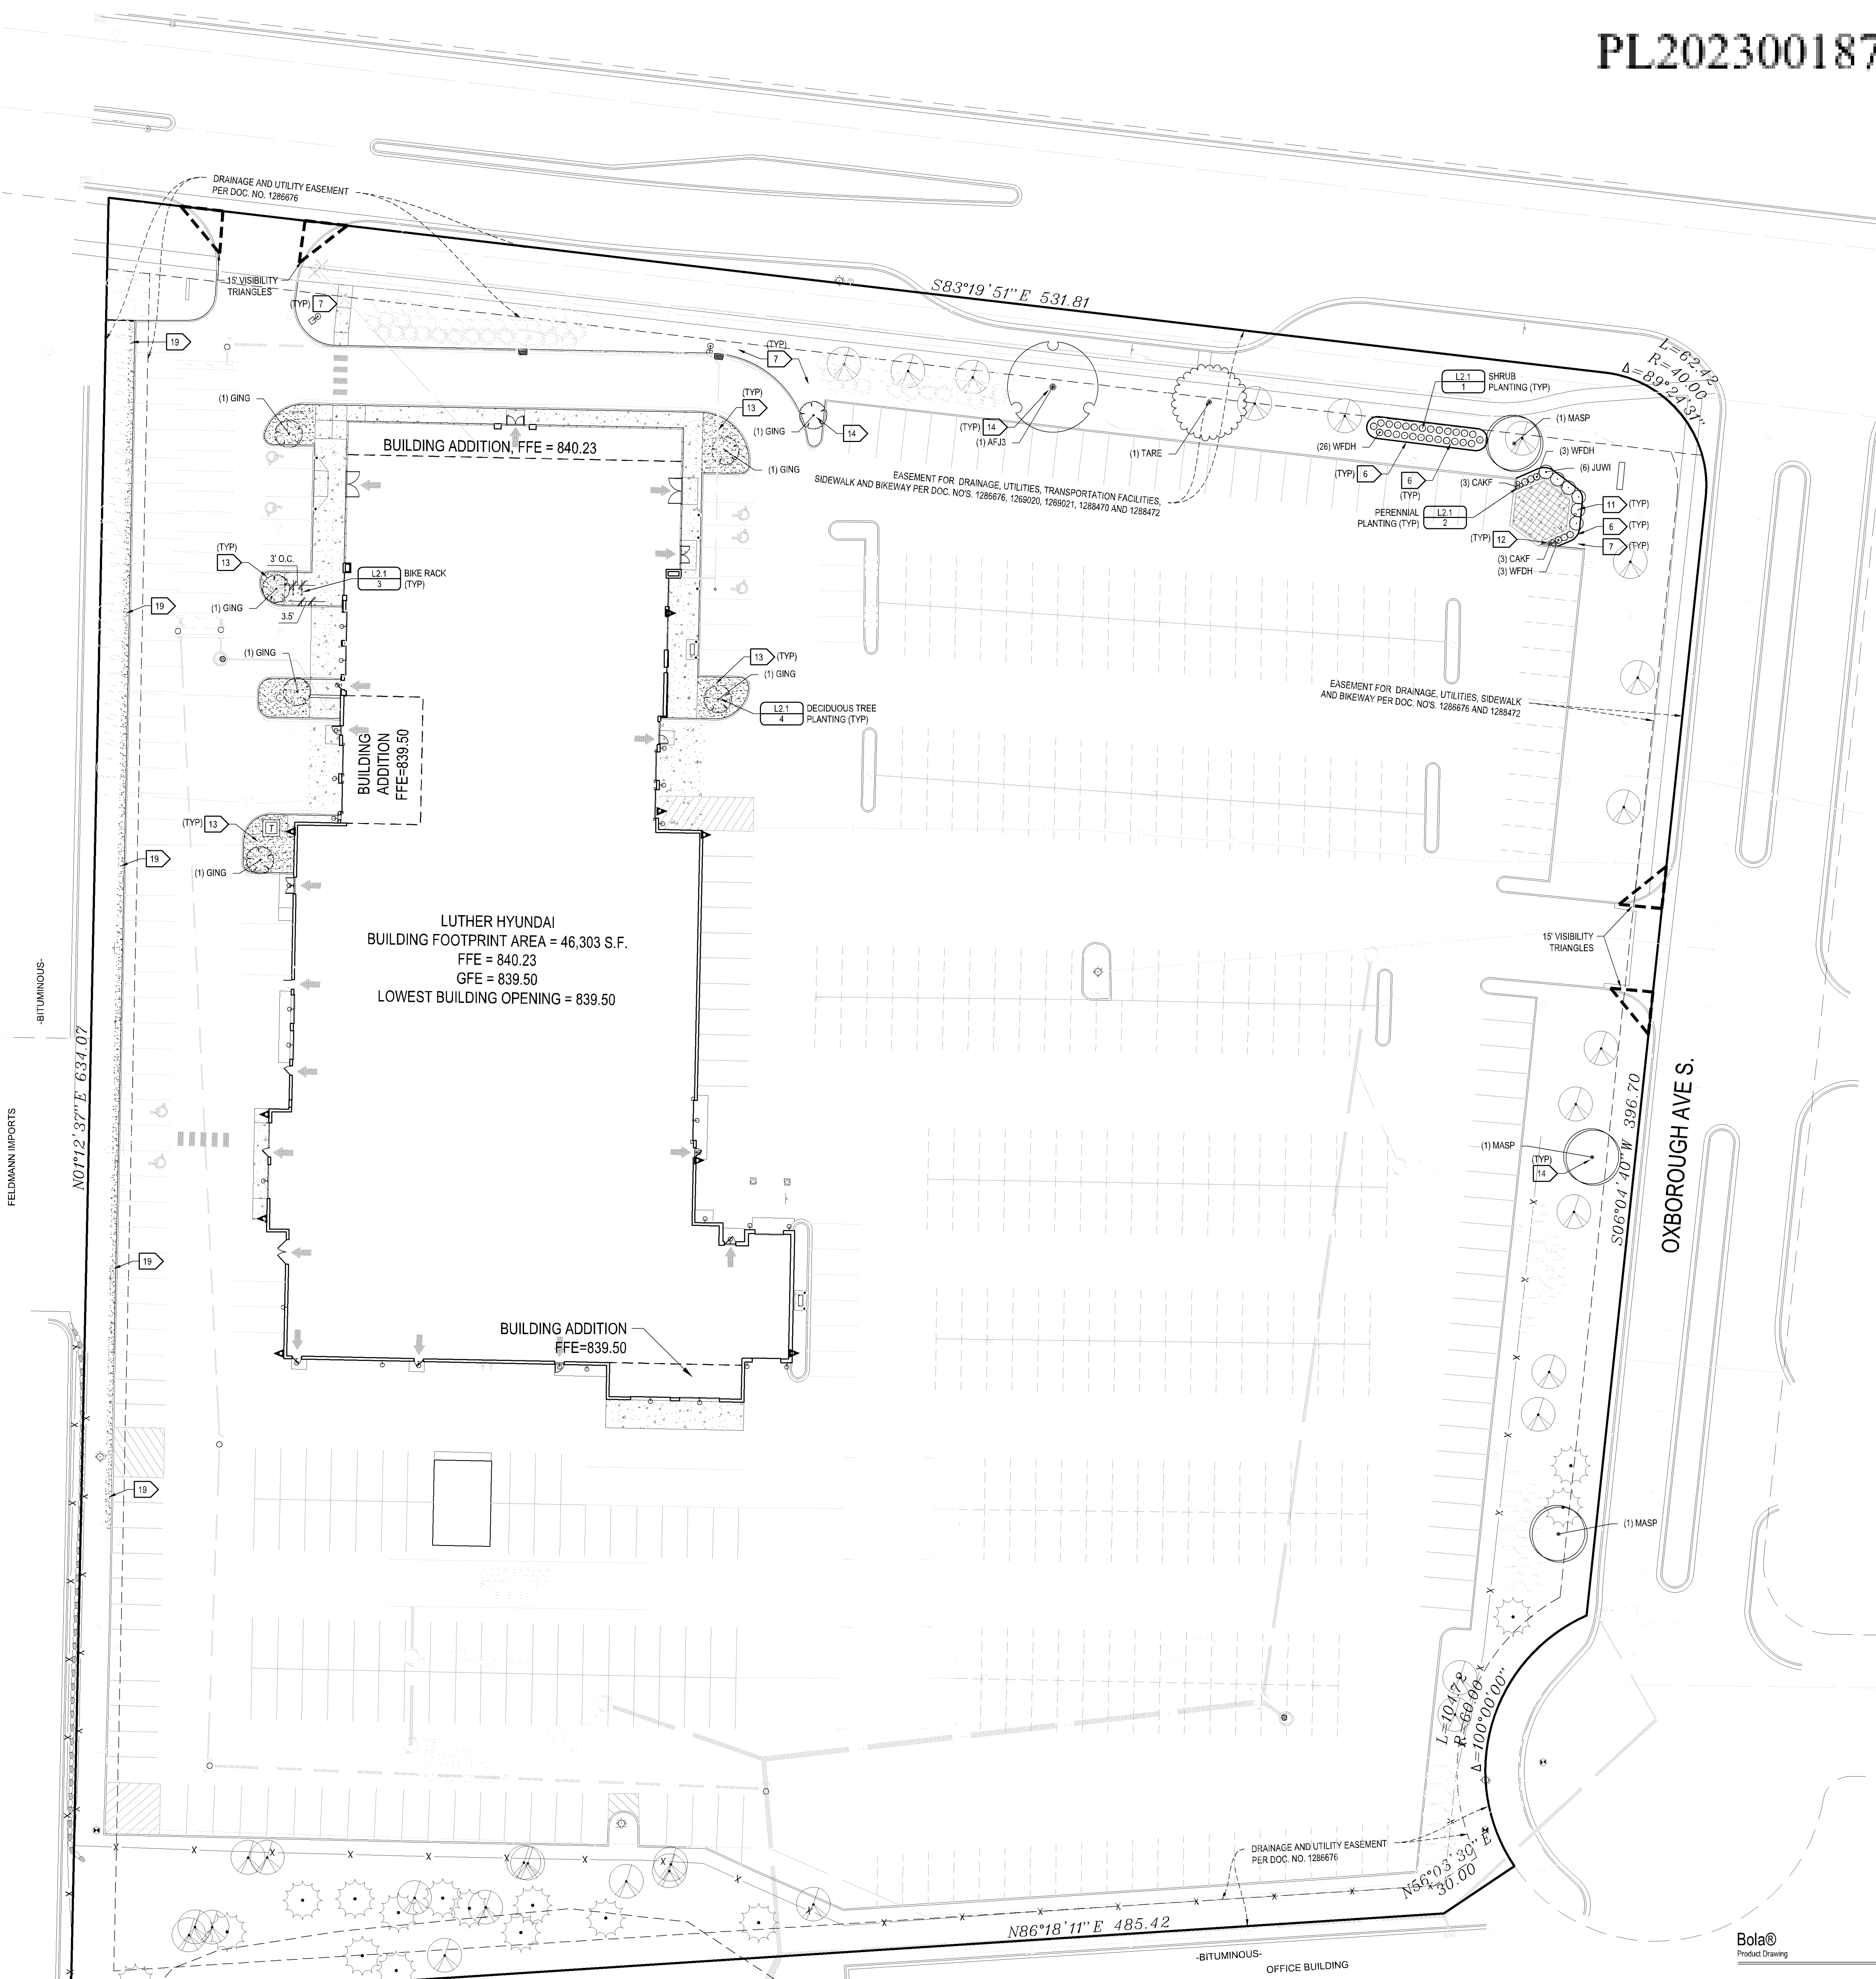 PL202300187
DRAINAGE AND UTILITY EASEMENT
PER DOC. NO. 1286676
15' VISIBILITY
TRIANGLES
(TYP) 7
S83°19'51"E 531.81
L=62.42
R=40.00
Δ=89°24'31"
19
(TYP)
7
(1) GING
(TYP)
13
(1) GING
14
(1) GING
BUILDING ADDITION, FFE = 840.23
(TYP) 14
(1) AFJ3
(1) TARE
L2.1
1
SHRUB
PLANTING (TYP)
(1) MASP
(26) WFDH
(3) WFDH
(6) JUWI
(TYP) 6
6
(TYP)
(3) CAKF
EASEMENT FOR DRAINAGE, UTILITIES, TRANSPORTATION FACILITIES,
SIDEWALK AND BIKEWAY PER DOC. NO'S. 1286676, 1269020, 1269021, 1288470 AND 1288472
PERENNIAL
PLANTING (TYP)
L2.1
2
11 (TYP)
6 (TYP)
(TYP) 12
7 (TYP)
(3) CAKF
(3) WFDH
(TYP)
13
3' O.C.
L2.1
3
BIKE RACK
(TYP)
(1) GING
3.5'
19
(1) GING
13 (TYP)
(1) GING
L2.1
4
DECIDUOUS TREE
PLANTING (TYP)
EASEMENT FOR DRAINAGE, UTILITIES, SIDEWALK
AND BIKEWAY PER DOC. NO'S. 1286676 AND 1288472
BUILDING
ADDITION
FFE=839.50
(TYP) 13
T
(1) GING
19
LUTHER HYUNDAI
BUILDING FOOTPRINT AREA = 46,303 S.F.
FFE = 840.23
GFE = 839.50
LOWEST BUILDING OPENING = 839.50
15' VISIBILITY
TRIANGLES
-BITUMINOUS-
N01°12'37"E 634.07
FELDMANN IMPORTS
OXBOROUGH AVE S.
S06°04'40"W 396.70
(1) MASP
(TYP)
14
19
BUILDING ADDITION
FFE=839.50
19
(1) MASP
L=104.72
R=60.00
Δ=100°00'00"
DRAINAGE AND UTILITY EASEMENT
PER DOC. NO. 1286676
N56°03'30"E
30.00
N86°18'11"E 485.42
-BITUMINOUS-
OFFICE BUILDING
Bola®
Product Drawing